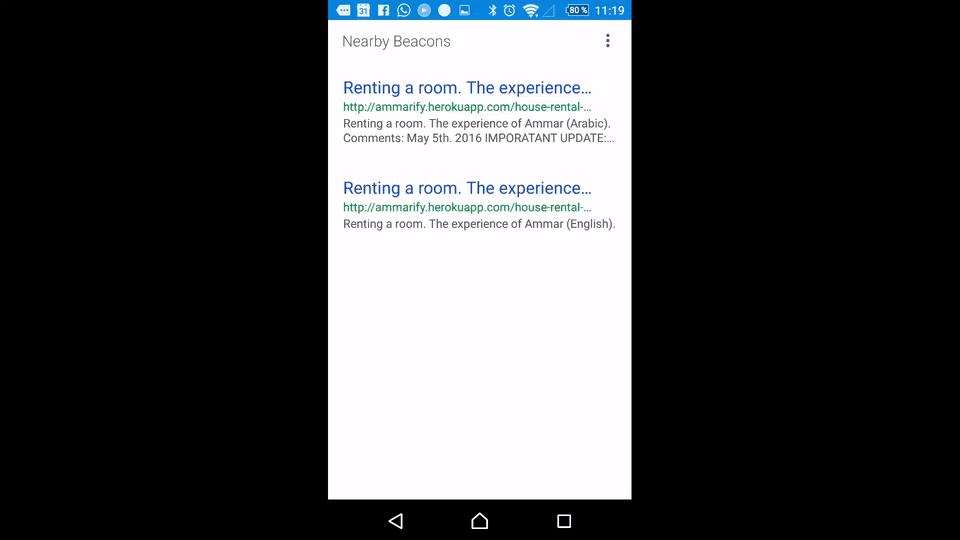 31 80 % 11:19
Nearby Beacons
Renting a room. The experience…
http://ammarify.herokuapp.com/house-rental-…
Renting a room. The experience of Ammar (Arabic).
Comments: May 5th. 2016 IMPORATANT UPDATE:…
Renting a room. The experience…
http://ammarify.herokuapp.com/house-rental-…
Renting a room. The experience of Ammar (English).